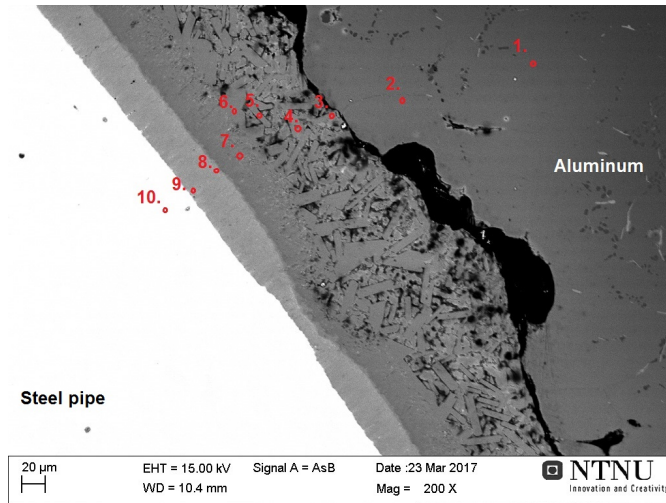 1.
2.
3.
4.
5.
6.
7.
8.
9.
10.
Aluminum
Steel pipe
20 µm
EHT = 15.00 kV
Signal A = AsB
Date :23 Mar 2017
WD = 10.4 mm
Mag = 200 X
NTNU
Innovation and Creativity